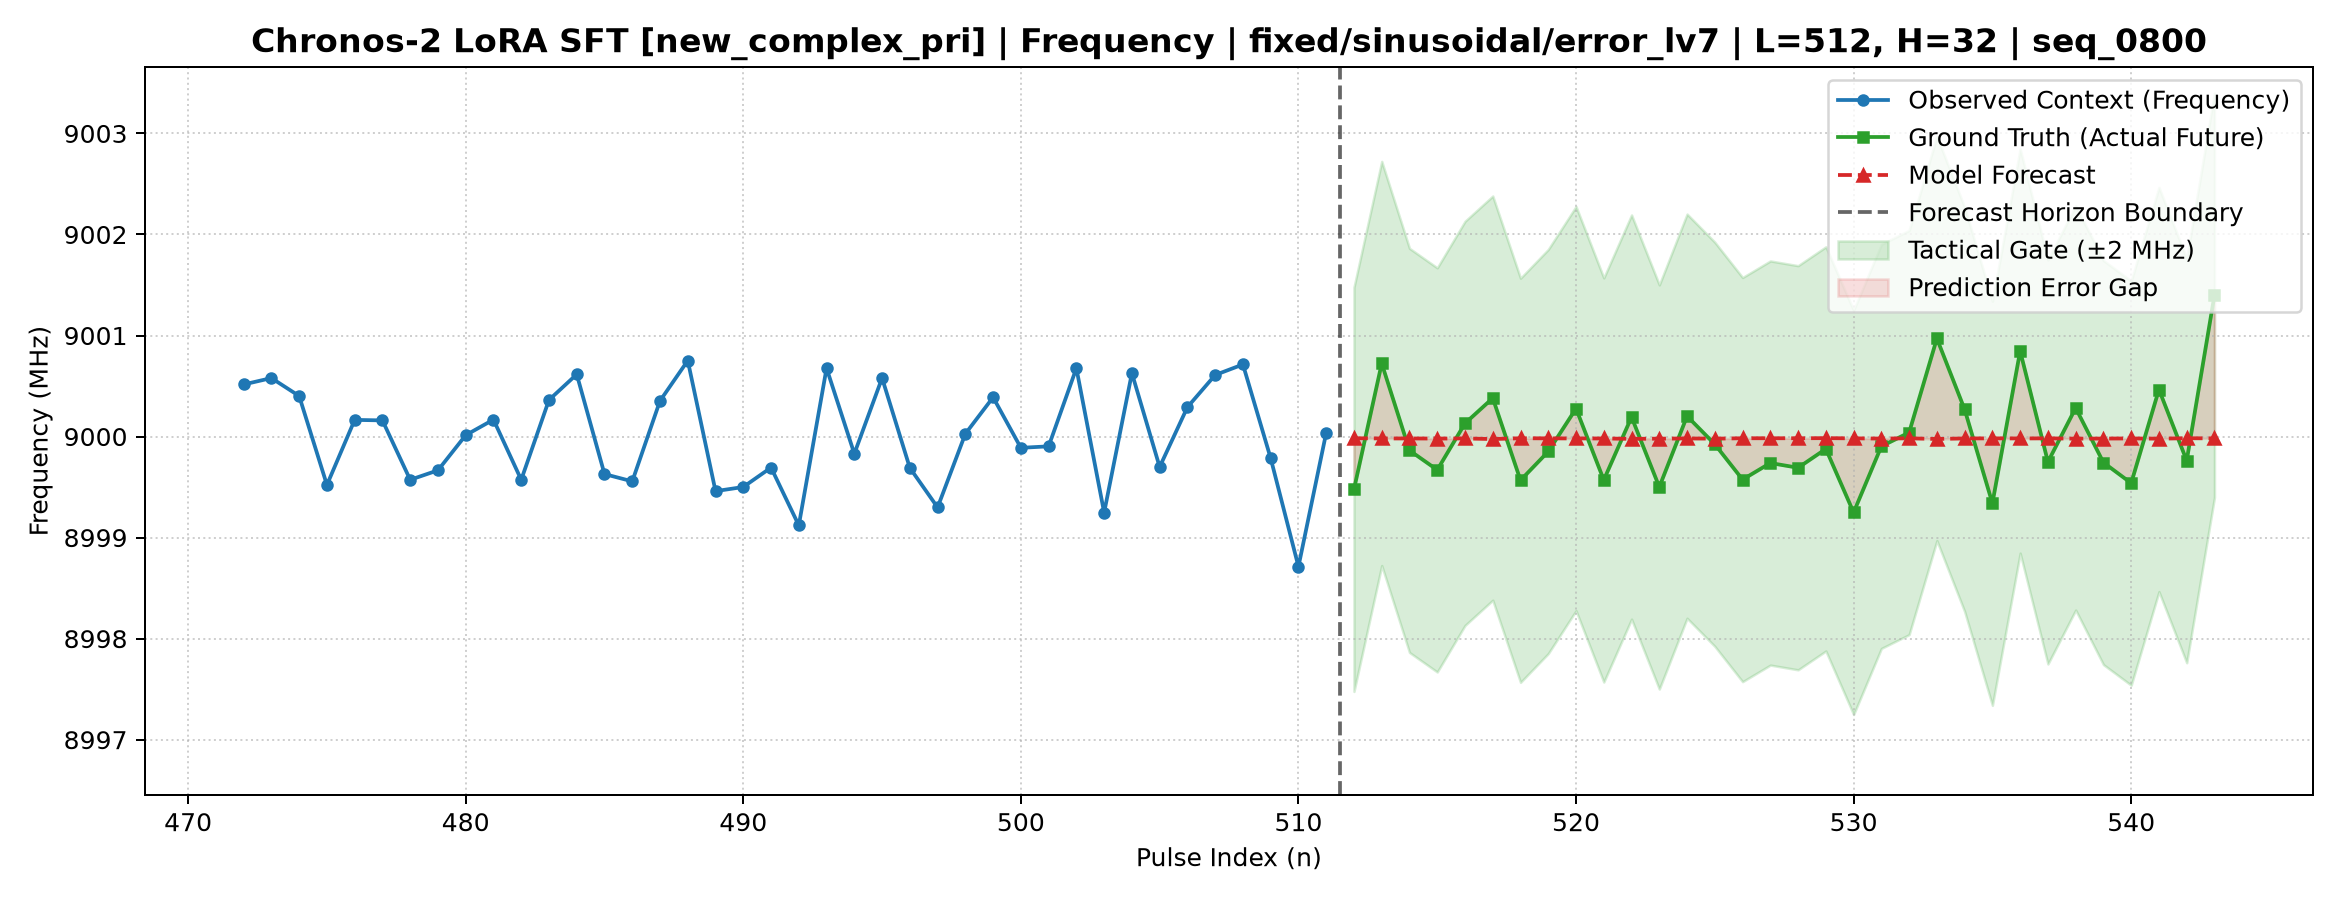 Chronos-2 LoRA SFT [new_complex_pri] | Frequency | fixed/sinusoidal/error_lv7 | L=512, H=32 | seq_0800
Observed Context (Frequency)
Ground Truth (Actual Future)
Model Forecast
Forecast Horizon Boundary
Tactical Gate (±2 MHz)
Prediction Error Gap
Frequency (MHz)
9003
9002
9001
9000
8999
8998
8997
470 480 490 500 510 520 530 540
Pulse Index (n)